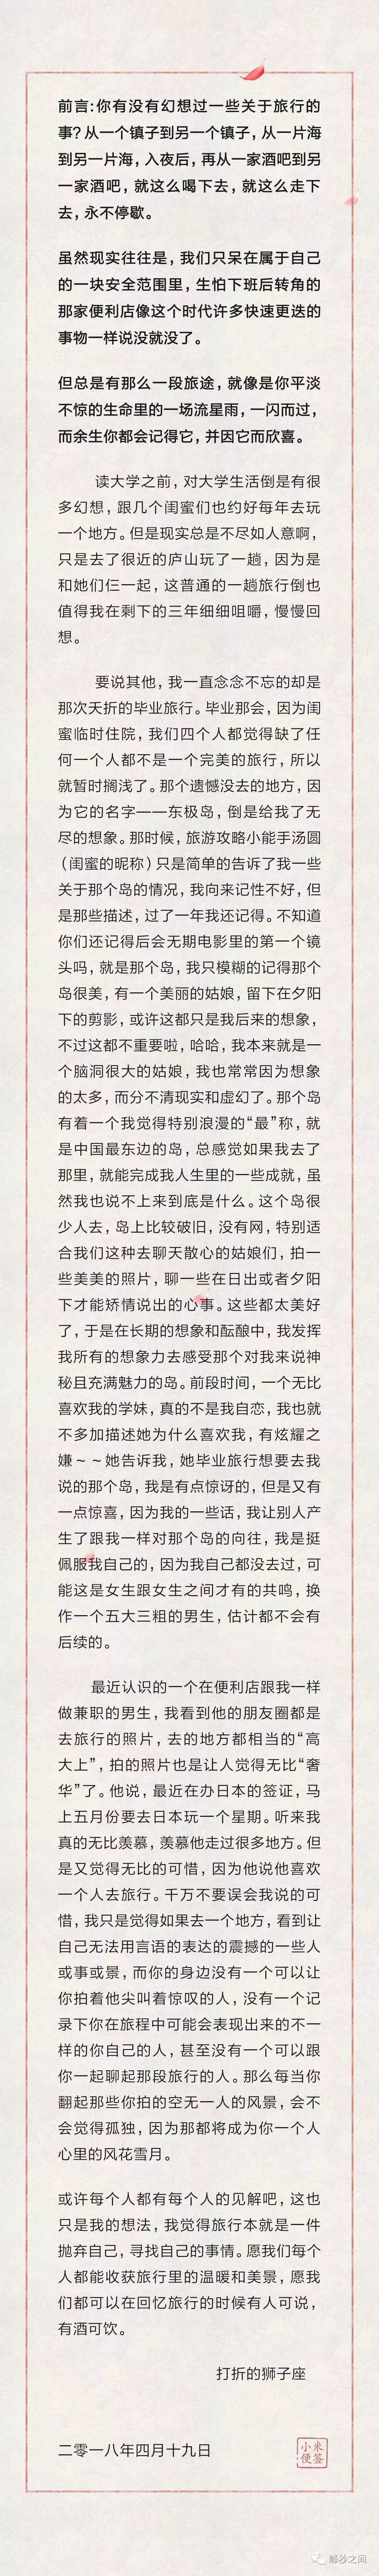 前言:你有没有幻想过一些关于旅行的
事？从一个镇子到另一个镇子，从一片海
到另一片海，入夜后，再从一家酒吧到另
一家酒吧，就这么喝下去，就这么走下
去，永不停歇。
虽然现实往往是，我们只呆在属于自己
的一块安全范围里，生怕下班后转角的
那家便利店像这个时代许多快速更迭的
事物一样说没就没了。
但总是有那么一段旅途，就像是你平淡
不惊的生命里的一场流星雨，一闪而过，
而余生你都会记得它，并因它而欣喜。
读大学之前，对大学生活倒是有很
多幻想，跟几个闺蜜们也约好每年去玩
一个地方。但是现实总是不尽如人意啊，
只是去了很近的庐山玩了一趟，因为是
和她们仨一起，这普通的一趟旅行倒也
值得我在剩下的三年细细咀嚼，慢慢回
想。
要说其他，我一直念念不忘的却是
那次夭折的毕业旅行。毕业那会，因为闺
蜜临时住院，我们四个人都觉得缺了任
何一个人都不是一个完美的旅行，所以
就暂时搁浅了。那个遗憾没去的地方，因
为它的名字——东极岛，倒是给我了无
尽的想象。那时候，旅游攻略小能手汤圆
（闺蜜的昵称）只是简单的告诉了我一些
关于那个岛的情况，我向来记性不好，但
是那些描述，过了一年我还记得。不知道
你们还记得后会无期电影里的第一个镜
头吗，就是那个岛，我只模糊的记得那个
岛很美，有一个美丽的姑娘，留下在夕阳
下的剪影，或许这都只是我后来的想象，
不过这都不重要啦，哈哈，我本来就是一
个脑洞很大的姑娘，我也常常因为想象
的太多，而分不清现实和虚幻了。那个岛
有着一个我觉得特别浪漫的“最”称，就
是中国最东边的岛，总感觉如果我去了
那里，就能完成我人生里的一些成就，虽
然我也说不上来到底是什么。这个岛很
少人去，岛上比较破旧，没有网，特别适
合我们这种去聊天散心的姑娘们，拍一
些美美的照片，聊一些在日出或者夕阳
下才能矫情说出的小事。这些都太美好
了，于是在长期的想象和酝酿中，我发挥
我所有的想象力去感受那个对我来说神
秘且充满魅力的岛。前段时间，一个无比
喜欢我的学妹，真的不是我自恋，我也就
不多加描述她为什么喜欢我，有炫耀之
嫌～～她告诉我，她毕业旅行想要去我
说的那个岛，我是有点惊讶的，但是又有
一点惊喜，因为我的一些话，我让别人产
生了跟我一样对那个岛的向往，我是挺
佩服我自己的，因为我自己都没去过，可
能这是女生跟女生之间才有的共鸣，换
作一个五大三粗的男生，估计都不会有
后续的。
最近认识的一个在便利店跟我一样
做兼职的男生，我看到他的朋友圈都是
去旅行的照片，去的地方都相当的“高
大上”，拍的照片也是让人觉得无比“奢
华”了。他说，最近在办日本的签证，马
上五月份要去日本玩一个星期。听来我
真的无比羡慕，羡慕他走过很多地方。但
是又觉得无比的可惜，因为他说他喜欢
一个人去旅行。千万不要误会我说的可
惜，我只是觉得如果去一个地方，看到让
自己无法用言语的表达的震撼的一些人
或事或景，而你的身边没有一个可以让
你拍着他尖叫着惊叹的人，没有一个记
录下你在旅程中可能会表现出来的不一
样的你自己的人，甚至没有一个可以跟
你一起聊起那段旅行的人。那么每当你
翻起那些你拍的空无一人的风景，会不
会觉得孤独，因为那都将成为你一个人
心里的风花雪月。
或许每个人都有每个人的见解吧，这也
只是我的想法，我觉得旅行本就是一件
抛弃自己，寻找自己的事情。愿我们每个
人都能收获旅行里的温暖和美景，愿我
们都可以在回忆旅行的时候有人可说，
有酒可饮。
打折的狮子座
二零一八年四月十九日
小米
便签
峰秒之间